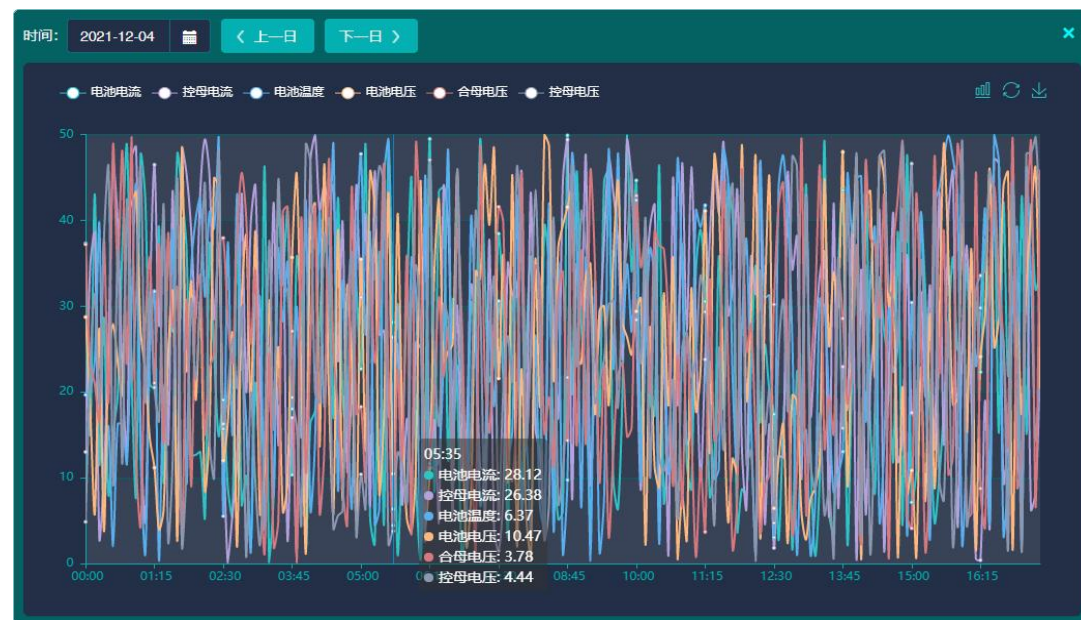 时间: 2021-12-04 上一日 下一日
电池电流 控母电流 电池温度 电池电压 合母电压 控母电压
50
40
30
20
10
0
05:35
电池电流: 28.12
控母电流: 26.38
电池温度: 6.37
电池电压: 10.47
合母电压: 3.78
控母电压: 4.44
00:00 01:15 02:30 03:45 05:00 08:45 10:00 11:15 12:30 13:45 15:00 16:15